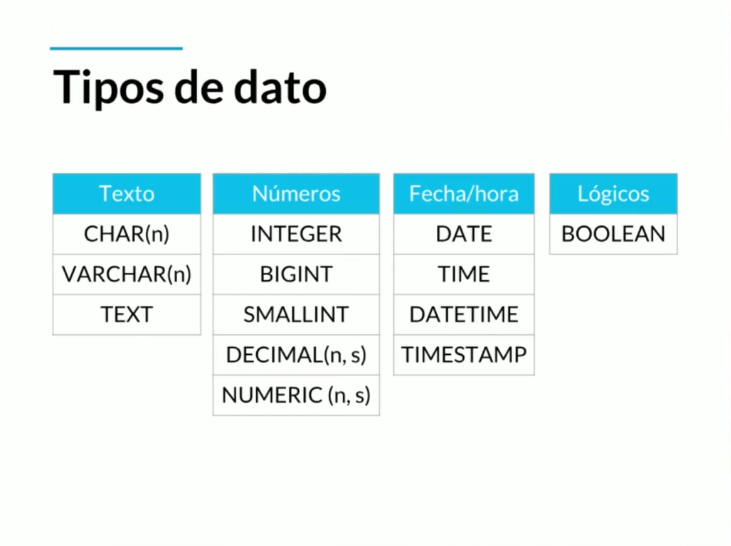 Tipos de dato
Texto
CHAR(n)
VARCHAR(n)
TEXT
Números
INTEGER
BIGINT
SMALLINT
DECIMAL(n, s)
NUMERIC (n, s)
Fecha/hora
DATE
TIME
DATETIME
TIMESTAMP
Lógicos
BOOLEAN